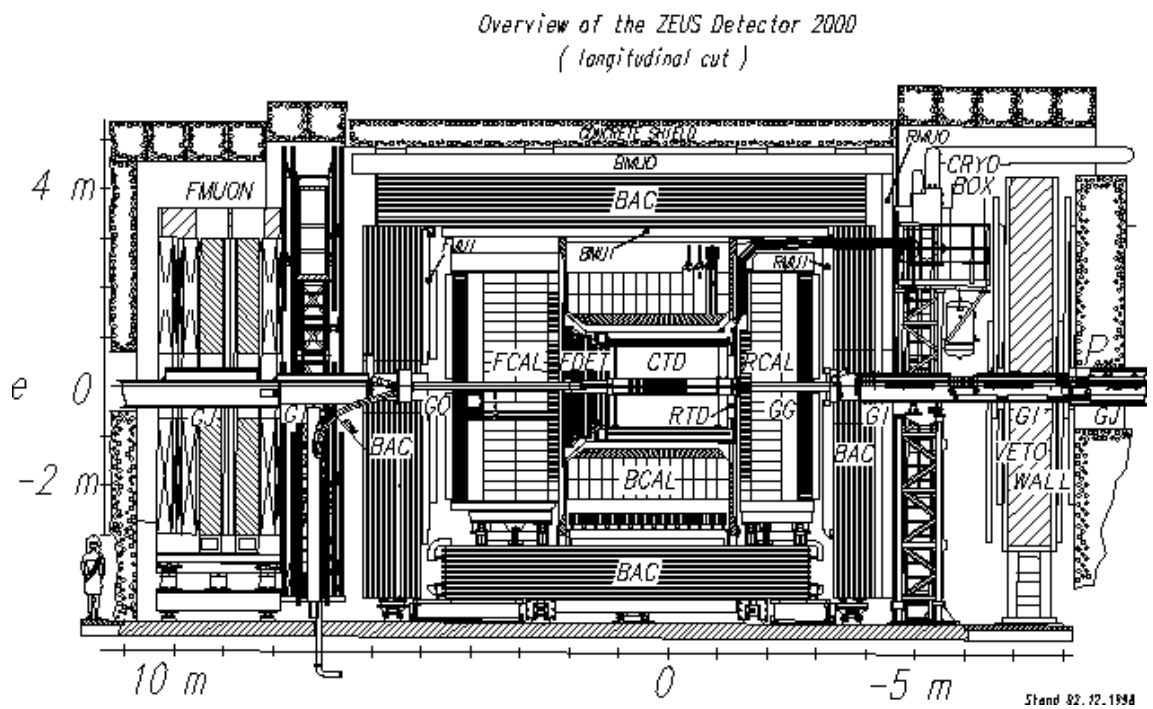 Overview of the ZEUS Detector 2000
( longitudinal cut )
CONCRETE SHIELD
RMUO
BMUO
CRYO
BOX
4 m
FMUON
BAC
FMUI
BMUI
RMUI
FCAL
FDET
CTD
RCAL
P
e
0
GJ
GI
BAC
GO
RTD
GG
GI
BAC
GI
GJ
-2 m
BCAL
VETO
WALL
BAC
10 m
0
-5 m
Stand 02.12.1998